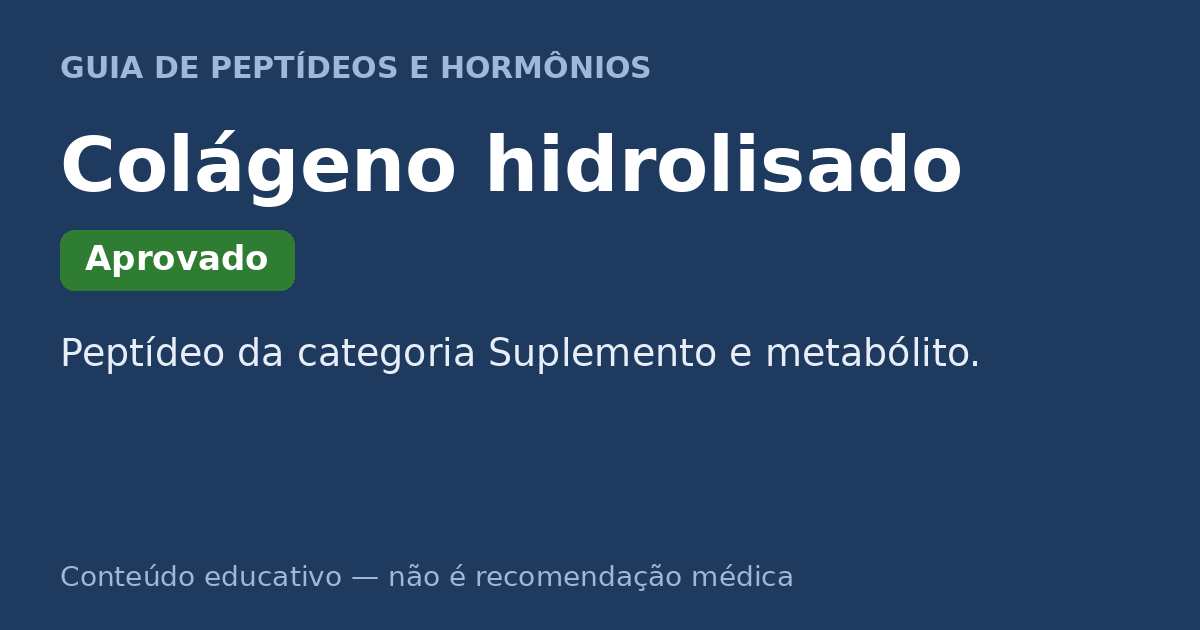 GUIA DE PEPTÍDEOS E HORMÔNIOS
Colágeno hidrolisado
Aprovado
Peptídeo da categoria Suplemento e metabólito.
Conteúdo educativo — não é recomendação médica